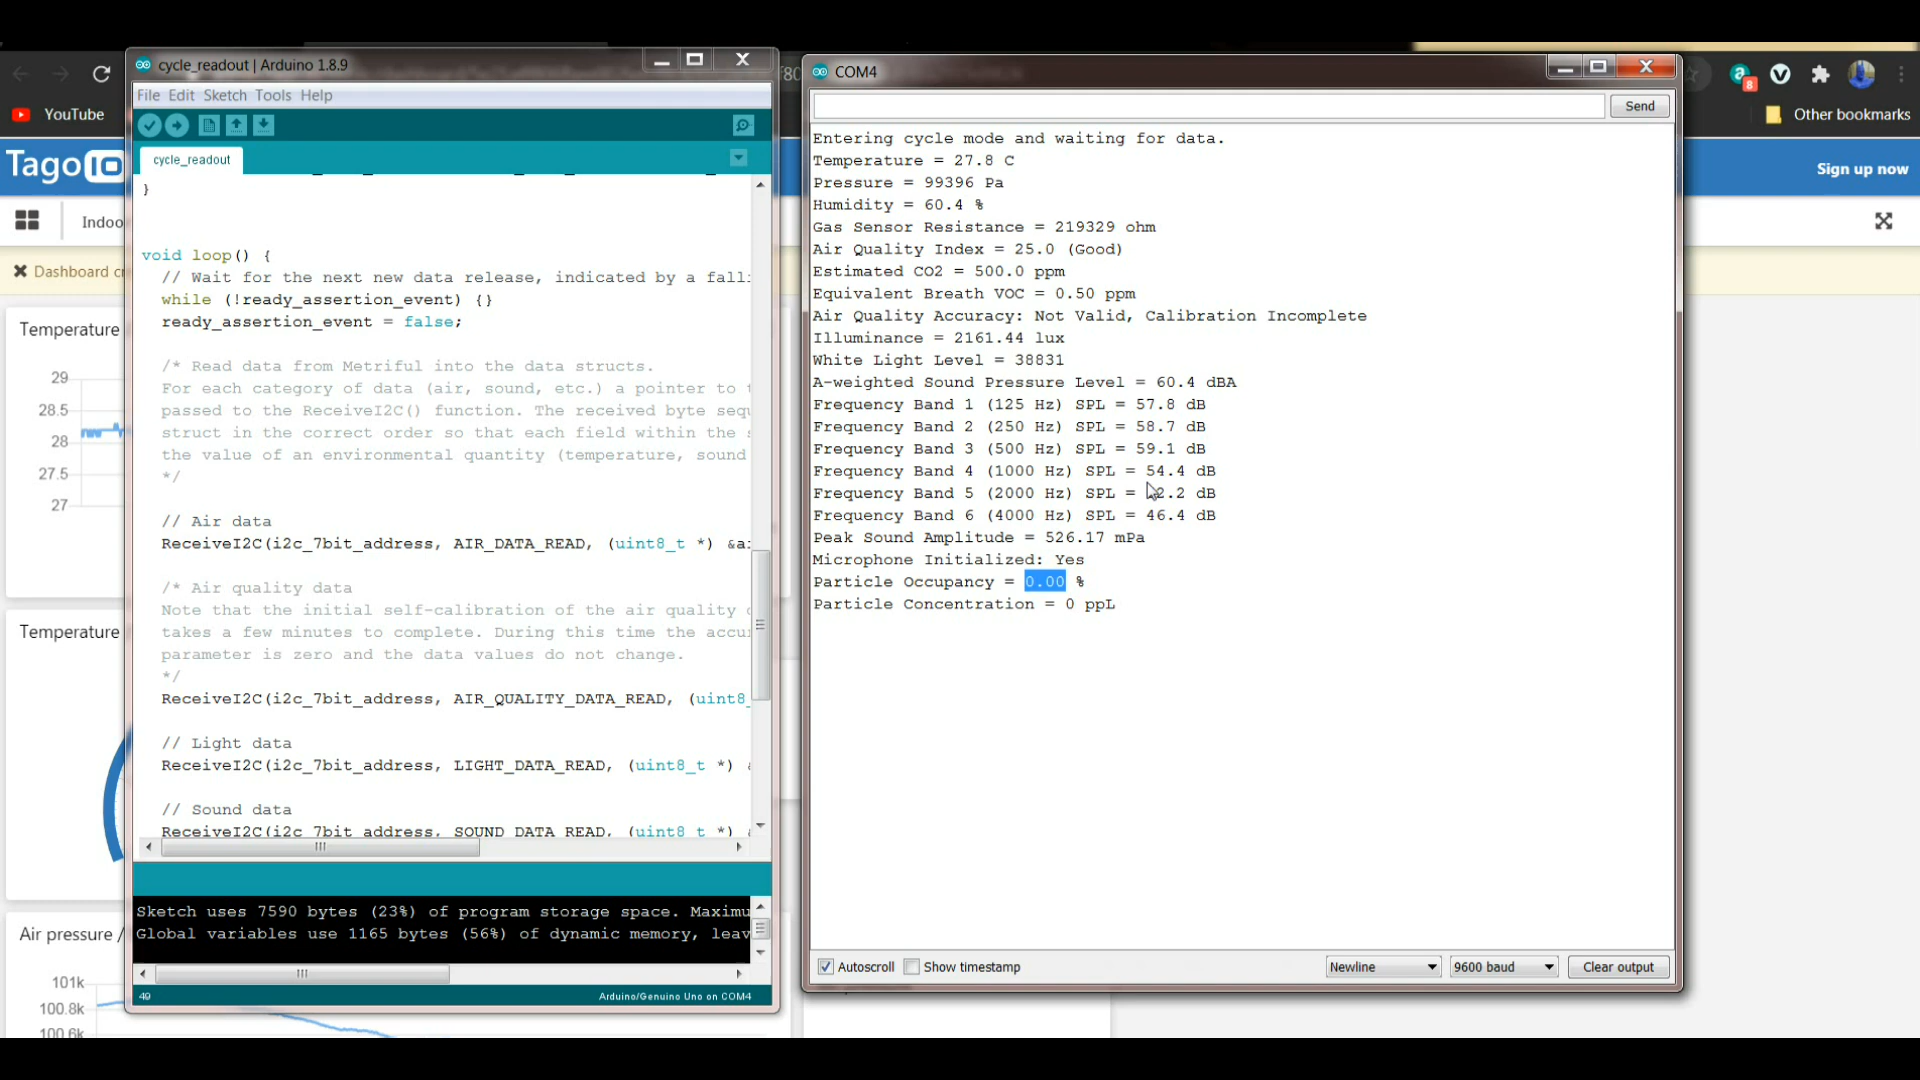 cycle_readout | Arduino 1.8.9
File Edit Sketch Tools Help
cycle_readout
}
void loop() {
// Wait for the next new data release, indicated by a fall
while (!ready_assertion_event) {}
ready_assertion_event = false;
/* Read data from Metriful into the data structs.
For each category of data (air, sound, etc.) a pointer to
passed to the ReceiveI2C() function. The received byte
struct in the correct order so that each field within the
the value of an environmental quantity (temperature, sound
*/
// Air data
ReceiveI2C(i2c_7bit_address, AIR_DATA_READ, (uint8_t *)
/* Air quality data
Note that the initial self-calibration of the air quality
takes a few minutes to complete. During this time the
parameter is zero and the data values do not change.
*/
ReceiveI2C(i2c_7bit_address, AIR_QUALITY_DATA_READ, (uint8_
// Light data
ReceiveI2C(i2c_7bit_address, LIGHT_DATA_READ, (uint8_t *)
// Sound data
ReceiveI2C(i2c_7bit_address, SOUND_DATA_READ, (uint8_t *)
Sketch uses 7590 bytes (23%) of program storage space. Maximu
Global variables use 1165 bytes (56%) of dynamic memory, leav
49
Arduino/Genuino Uno on COM4
COM4
Send
Entering cycle mode and waiting for data.
Temperature = 27.8 C
Pressure = 99396 Pa
Humidity = 60.4 %
Gas Sensor Resistance = 219329 ohm
Air Quality Index = 25.0 (Good)
Estimated CO2 = 500.0 ppm
Equivalent Breath VOC = 0.50 ppm
Air Quality Accuracy: Not Valid, Calibration Incomplete
Illuminance = 2161.44 lux
White Light Level = 38831
A-weighted Sound Pressure Level = 60.4 dBA
Frequency Band 1 (125 Hz) SPL = 57.8 dB
Frequency Band 2 (250 Hz) SPL = 58.7 dB
Frequency Band 3 (500 Hz) SPL = 59.1 dB
Frequency Band 4 (1000 Hz) SPL = 54.4 dB
Frequency Band 5 (2000 Hz) SPL = 2.2 dB
Frequency Band 6 (4000 Hz) SPL = 46.4 dB
Peak Sound Amplitude = 526.17 mPa
Microphone Initialized: Yes
Particle Occupancy = 0.00 %
Particle Concentration = 0 ppL
Autoscroll
Show timestamp
Newline
9600 baud
Clear output
YouTube
Other bookmarks
8
Tago IO
Sign up now
Indoo
Dashboard
Temperature
29
28.5
28
27.5
27
Temperature
Air pressure /
101k
100.8k
100.6k